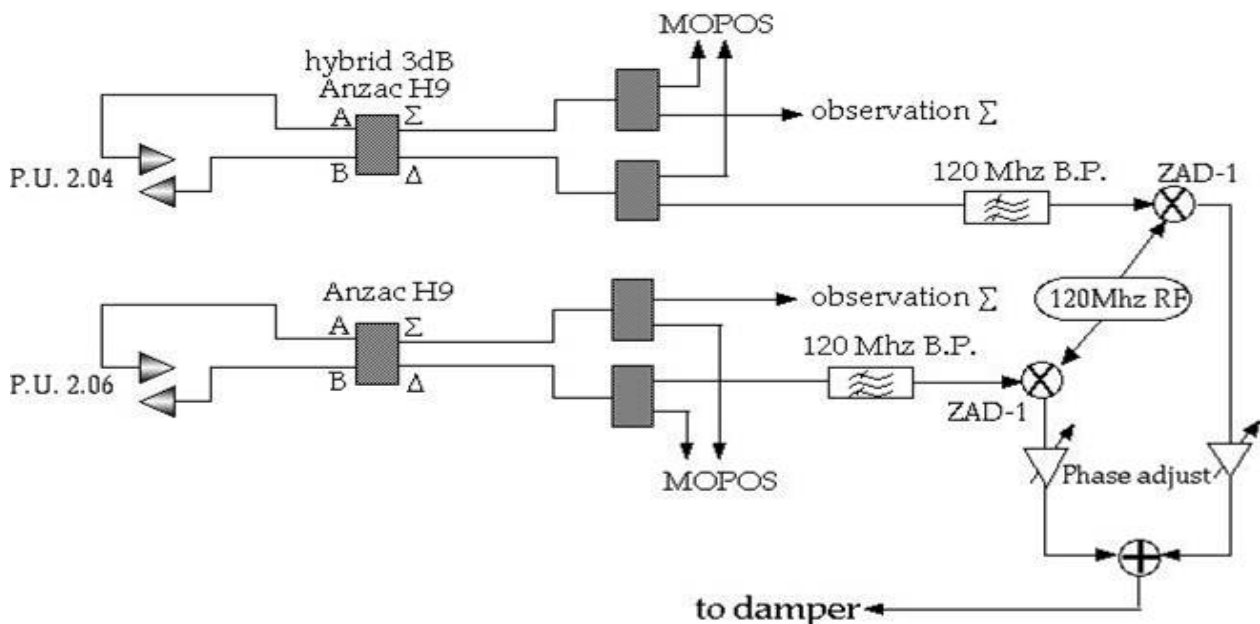 MOPOS
hybrid 3dB
Anzac H9
A Σ
observation Σ
B Δ
P.U. 2.04
120 Mhz B.P.
ZAD-1
Anzac H9
A Σ
observation Σ
120Mhz RF
120 Mhz B.P.
B Δ
P.U. 2.06
ZAD-1
MOPOS
Phase adjust
to damper